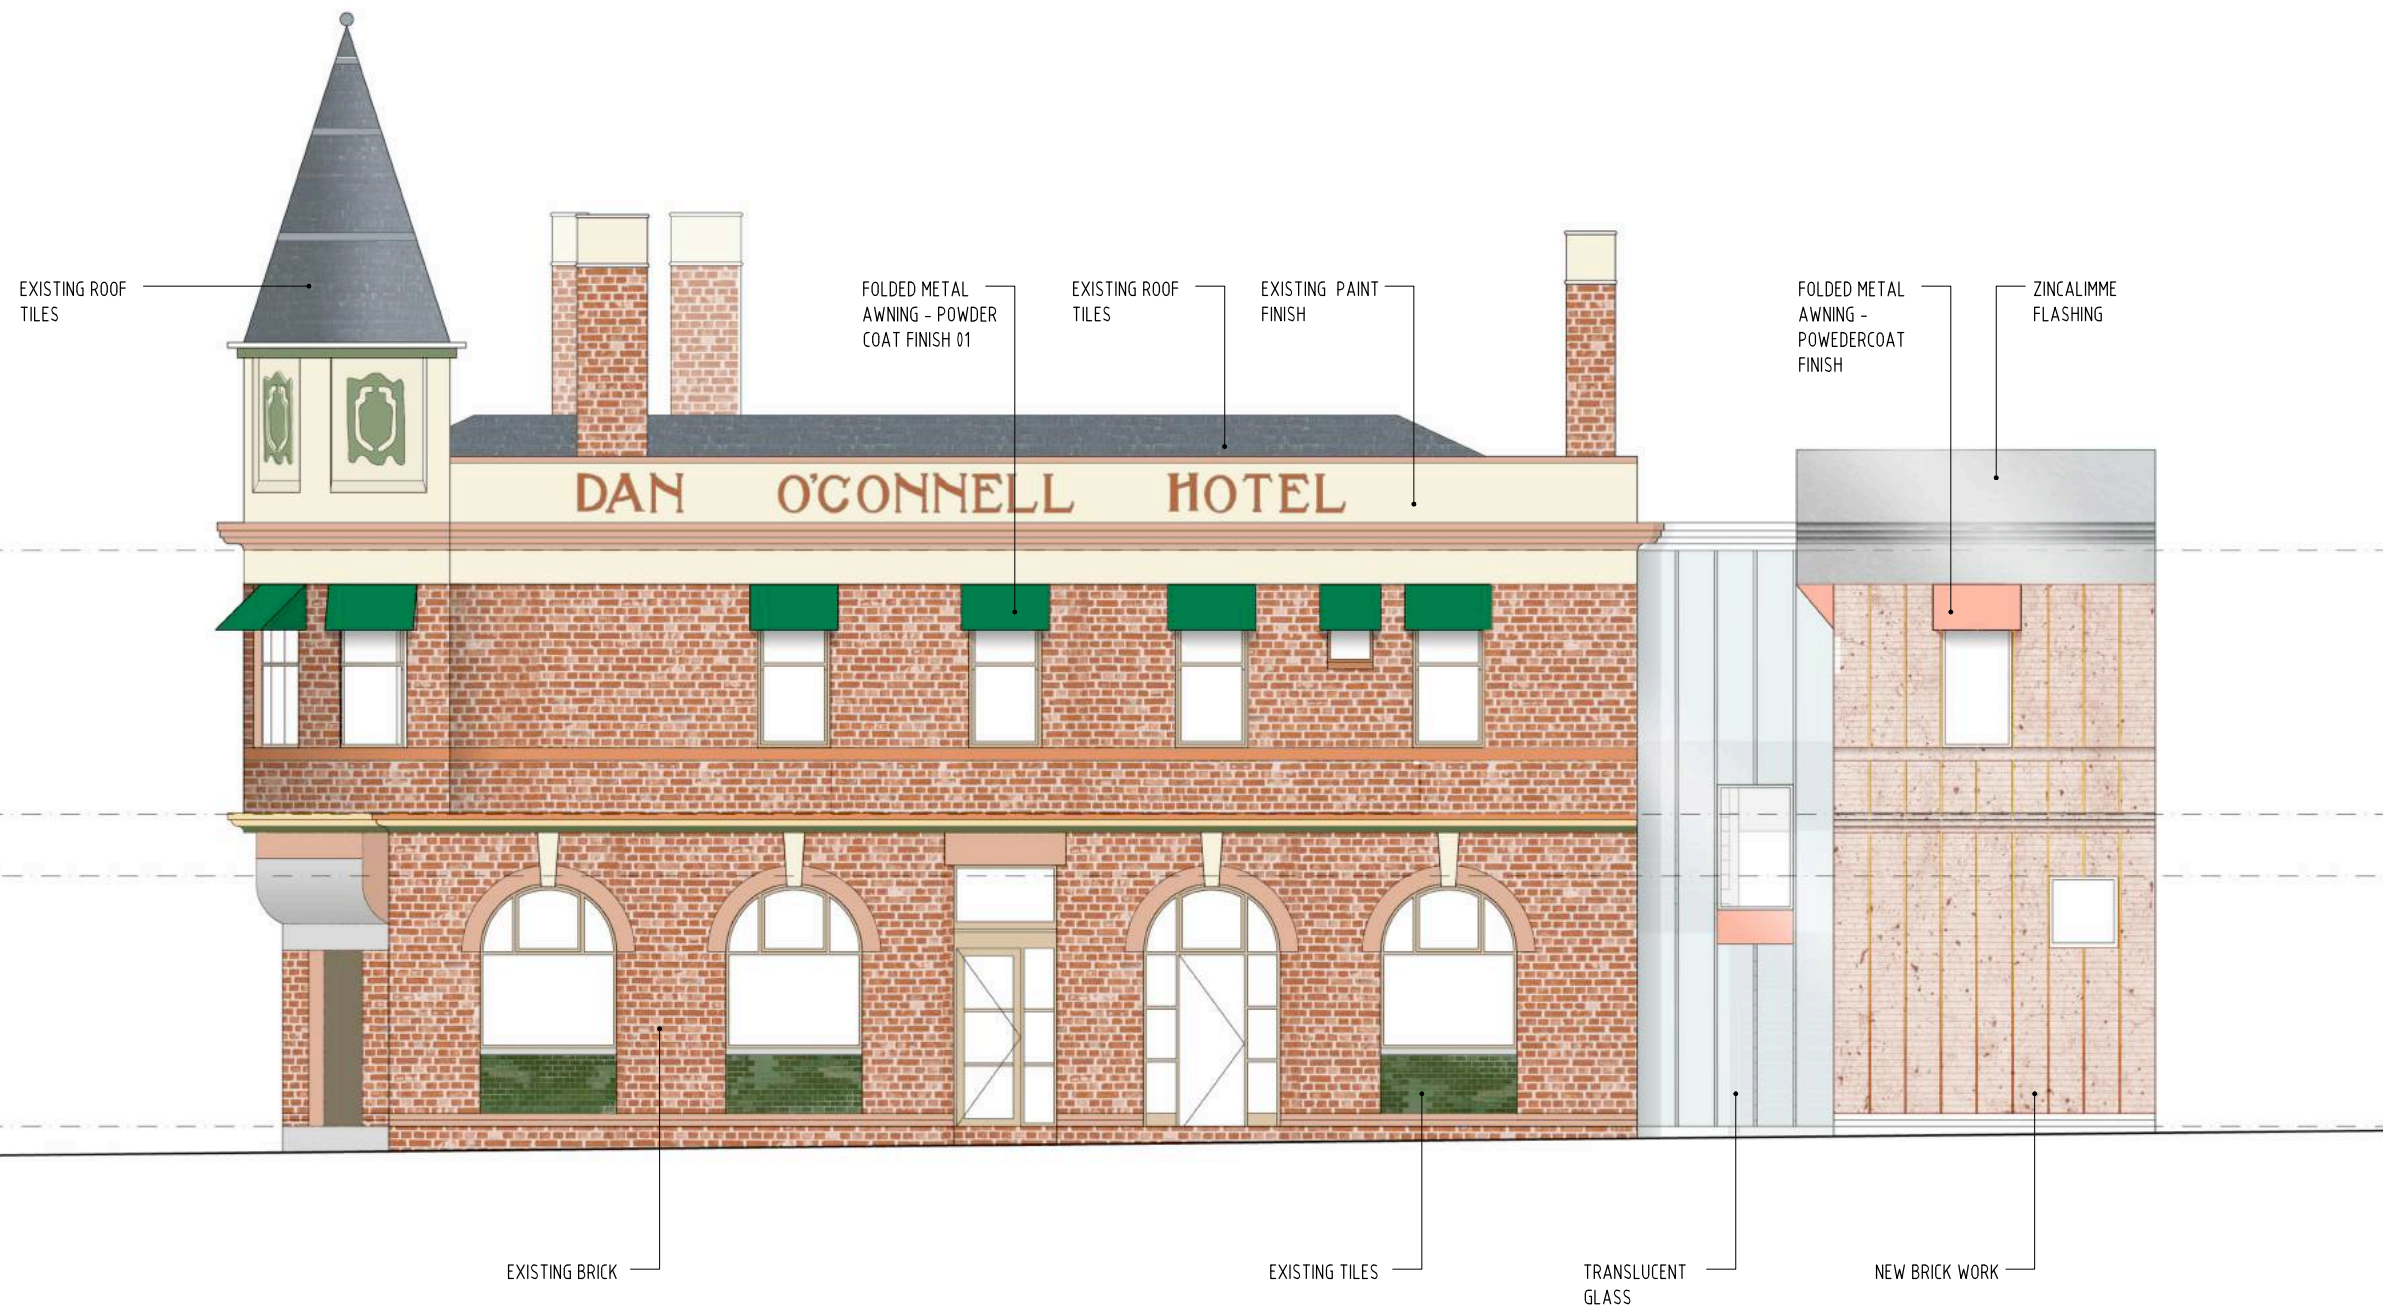 EXISTING ROOF
TILES
FOLDED METAL
AWNING - POWDER
COAT FINISH 01
EXISTING ROOF
TILES
EXISTING PAINT
FINISH
FOLDED METAL
AWNING -
POWEDERCOAT
FINISH
ZINCALIMME
FLASHING
DAN O'CONNELL HOTEL
EXISTING BRICK
EXISTING TILES
TRANSLUCENT
GLASS
NEW BRICK WORK